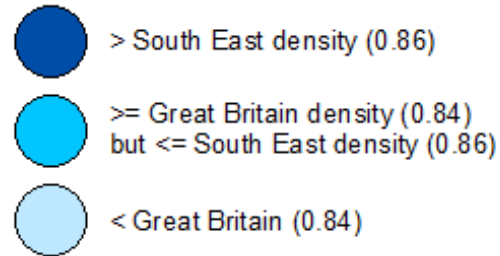 > South East density (0.86)
>= Great Britain density (0.84)
but <= South East density (0.86)
< Great Britain (0.84)